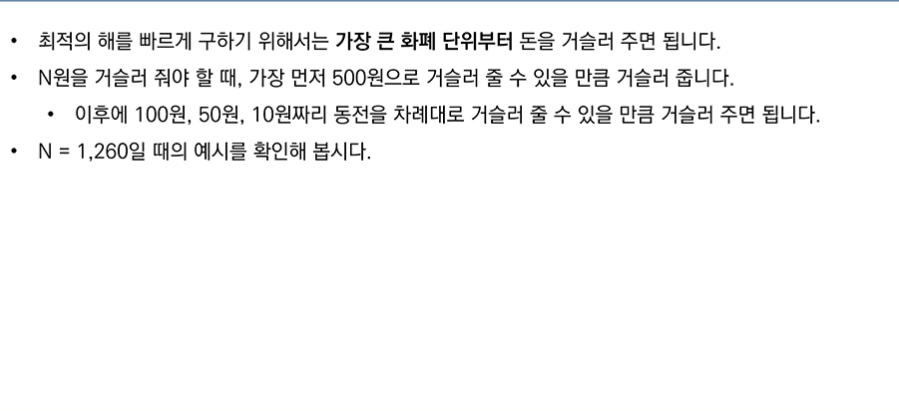 • 최적의 해를 빠르게 구하기 위해서는 가장 큰 화폐 단위부터 돈을 거슬러 주면 됩니다.
• N원을 거슬러 줘야 할 때, 가장 먼저 500원으로 거슬러 줄 수 있을 만큼 거슬러 줍니다.
• 이후에 100원, 50원, 10원짜리 동전을 차례대로 거슬러 줄 수 있을 만큼 거슬러 주면 됩니다.
• N = 1,260일 때의 예시를 확인해 봅시다.